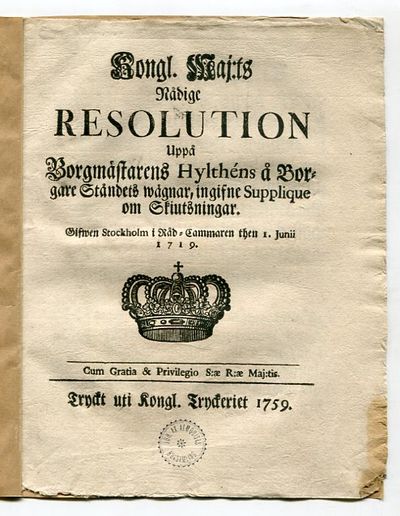 Kongl. Maj:ts
Nådige
RESOLUTION
Uppå
Borgmästarens Hylthéns å Bor-
gare Ståndets wägnar, ingifne Supplique
om Skiutsningar.
Gifwen Stockholm i Råd-Cammaren then 1. Junii
1719.
Cum Gratia & Privilegio S:æ R:æ Maj:tis.
Tryckt uti Kongl. Tryckeriet 1759.